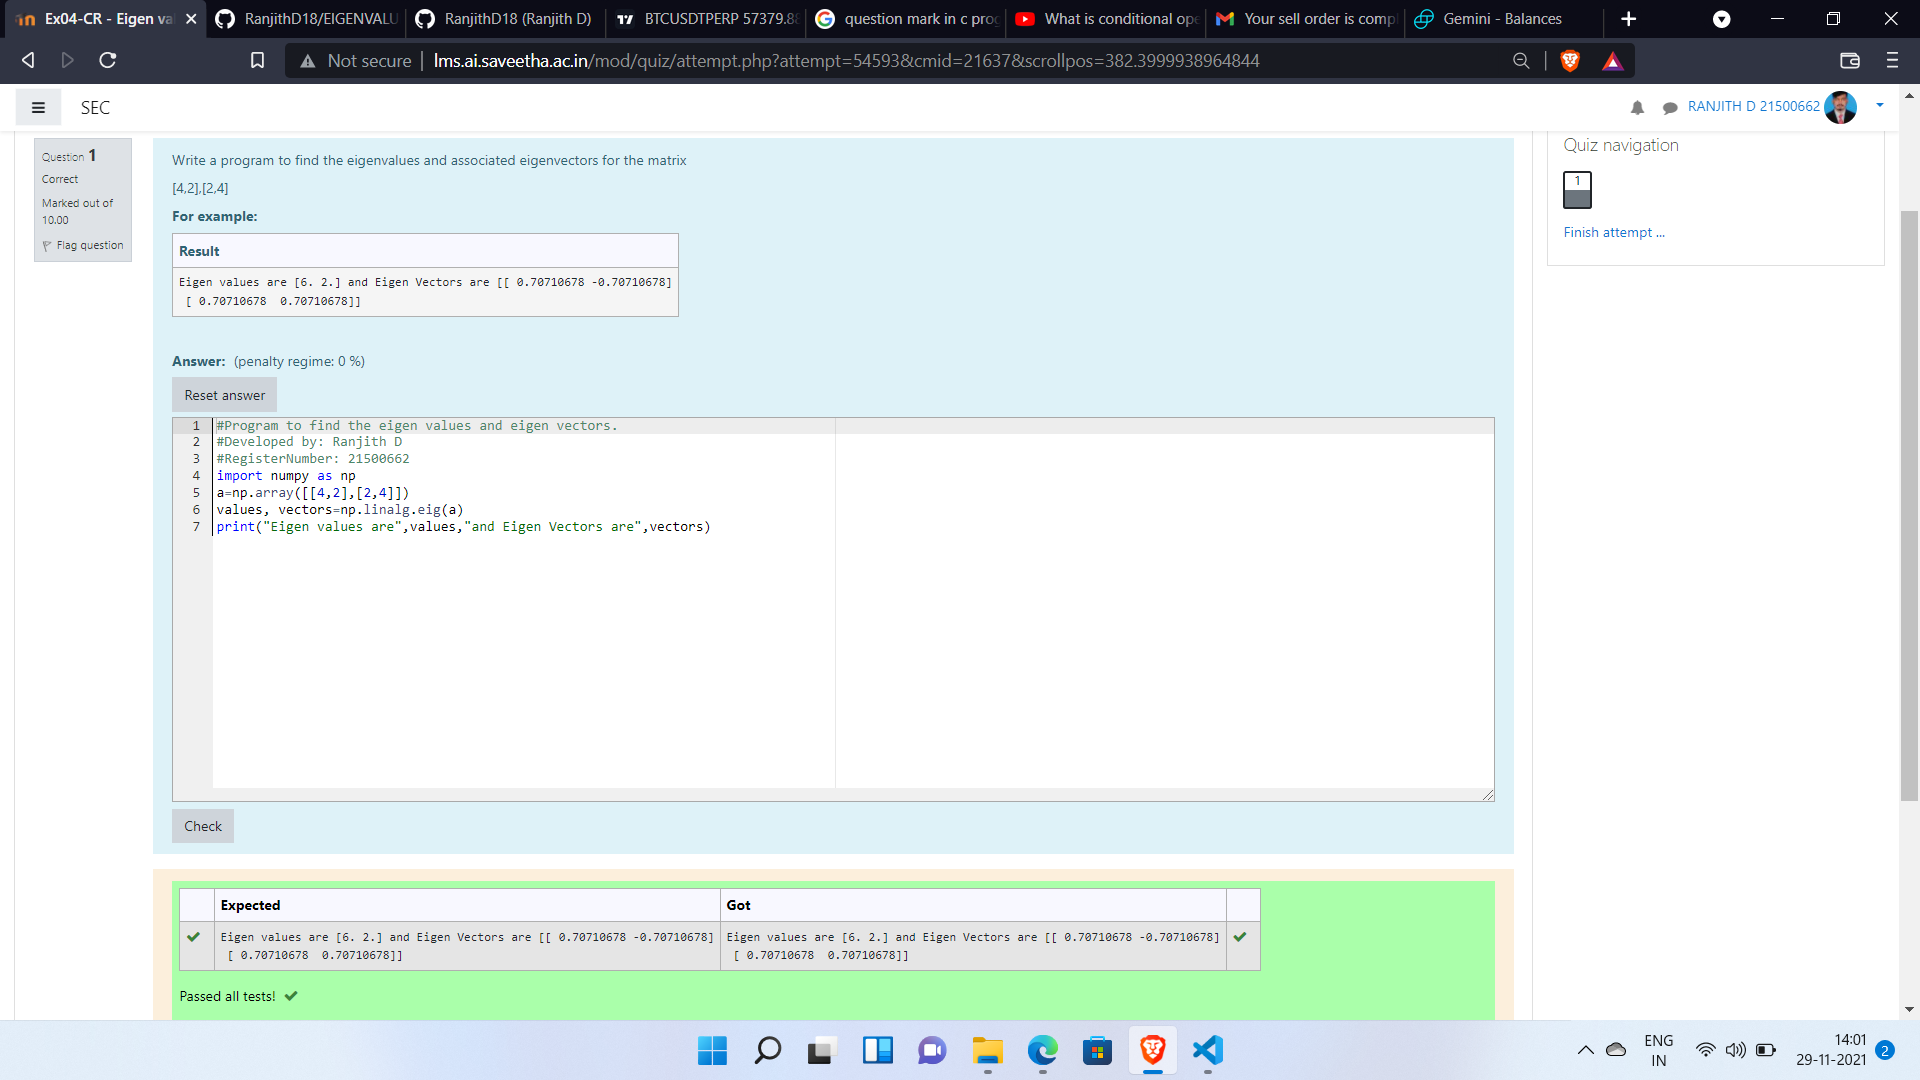 Ex04-CR - Eigen va
RanjithD18/EIGENVALU
RanjithD18 (Ranjith D)
BTCUSDTPERP 57379.88
question mark in c proc
What is conditional ope
Your sell order is compl
Gemini - Balances
Not secure | lms.ai.saveetha.ac.in/mod/quiz/attempt.php?attempt=54593&cmid=21637&scrollpos=382.3999938964844
SEC
RANJITH D 21500662
Question 1
Correct
Marked out of
10.00
Flag question
Write a program to find the eigenvalues and associated eigenvectors for the matrix
[4,2],[2,4]
For example:
Result
Eigen values are [6. 2.] and Eigen Vectors are [[ 0.70710678 -0.70710678]
[ 0.70710678  0.70710678]]
Answer: (penalty regime: 0 %)
Reset answer
1 #Program to find the eigen values and eigen vectors.
2 #Developed by: Ranjith D
3 #RegisterNumber: 21500662
4 import numpy as np
5 a=np.array([[4,2],[2,4]])
6 values, vectors=np.linalg.eig(a)
7 print("Eigen values are",values,"and Eigen Vectors are",vectors)
Check
Expected Got
Eigen values are [6. 2.] and Eigen Vectors are [[ 0.70710678 -0.70710678] Eigen values are [6. 2.] and Eigen Vectors are [[ 0.70710678 -0.70710678]
[ 0.70710678  0.70710678]] [ 0.70710678  0.70710678]]
Passed all tests!
Quiz navigation
1
Finish attempt ...
ENG
IN
14:01
29-11-2021
2